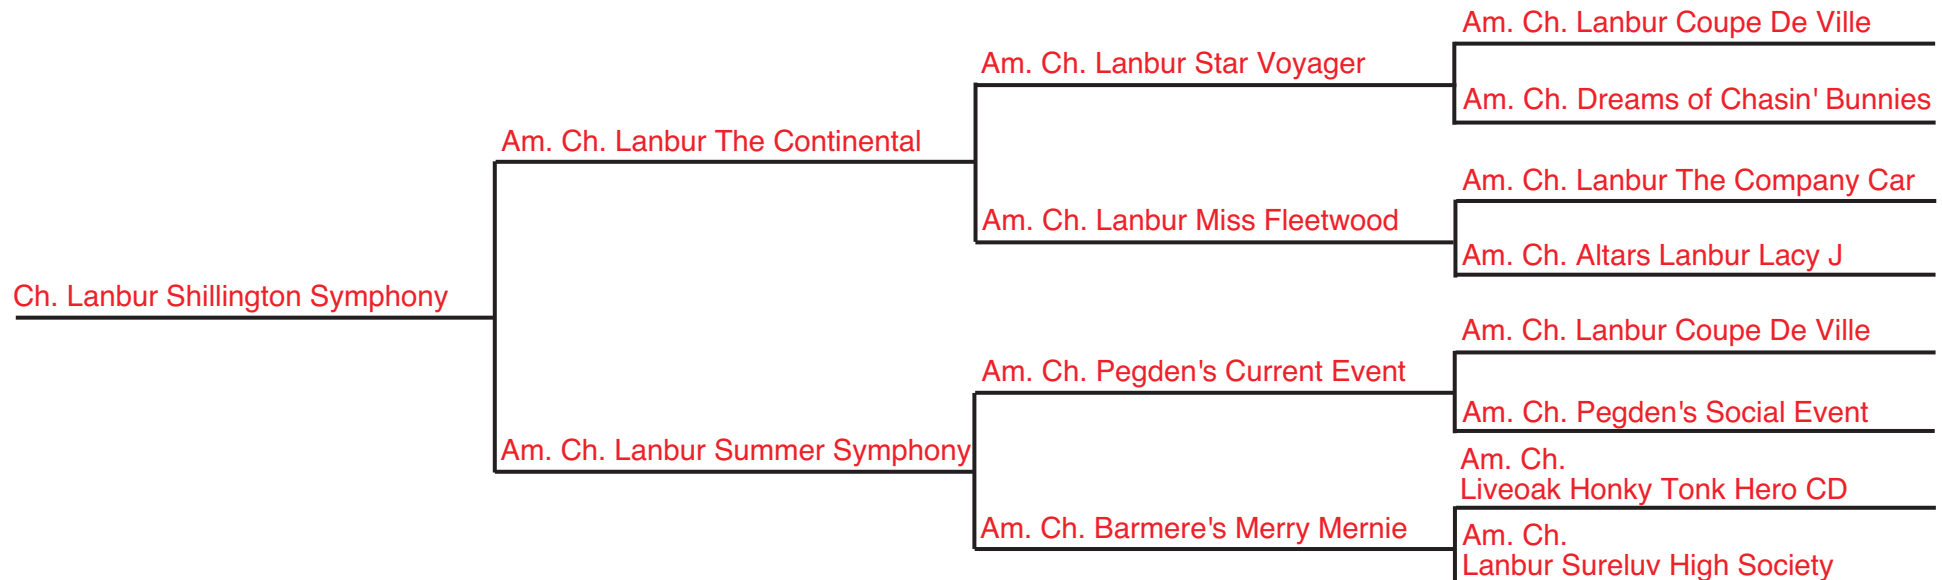 Am. Ch. Lanbur Coupe De Ville
Am. Ch. Lanbur Star Voyager
Am. Ch. Dreams of Chasin' Bunnies
Am. Ch. Lanbur The Continental
Am. Ch. Lanbur The Company Car
Am. Ch. Lanbur Miss Fleetwood
Am. Ch. Altars Lanbur Lacy J
Ch. Lanbur Shillington Symphony
Am. Ch. Lanbur Coupe De Ville
Am. Ch. Pegden's Current Event
Am. Ch. Pegden's Social Event
Am. Ch. Lanbur Summer Symphony
Am. Ch.
Liveoak Honky Tonk Hero CD
Am. Ch. Barmere's Merry Mernie
Am. Ch.
Lanbur Sureluv High Society